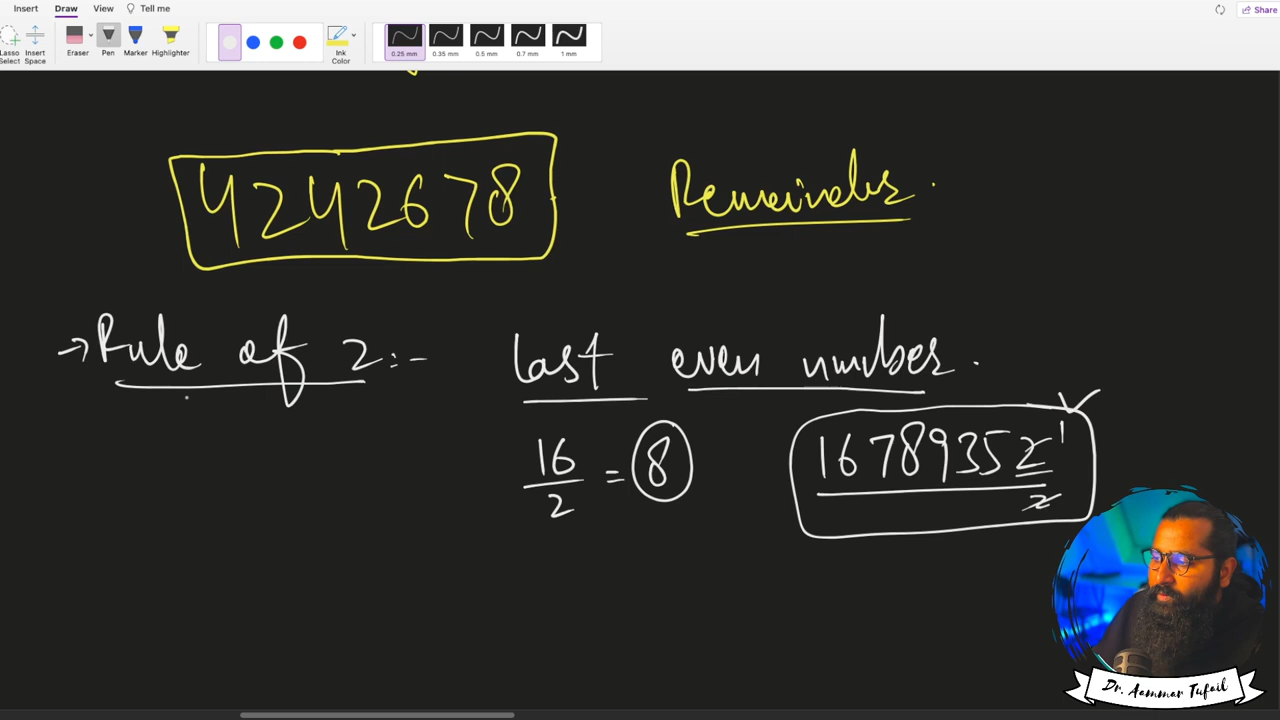 Insert Draw View Tell me Share
Lasso Select Insert Space Eraser Pen Marker Highlighter Ink Color 0.25 mm 0.35 mm 0.5 mm 0.7 mm 1 mm
4242678 Remainder.
→ Rule of 2:- last even number.
16/2 = 8 16789352/2 1
Dr. Aammar Tufail